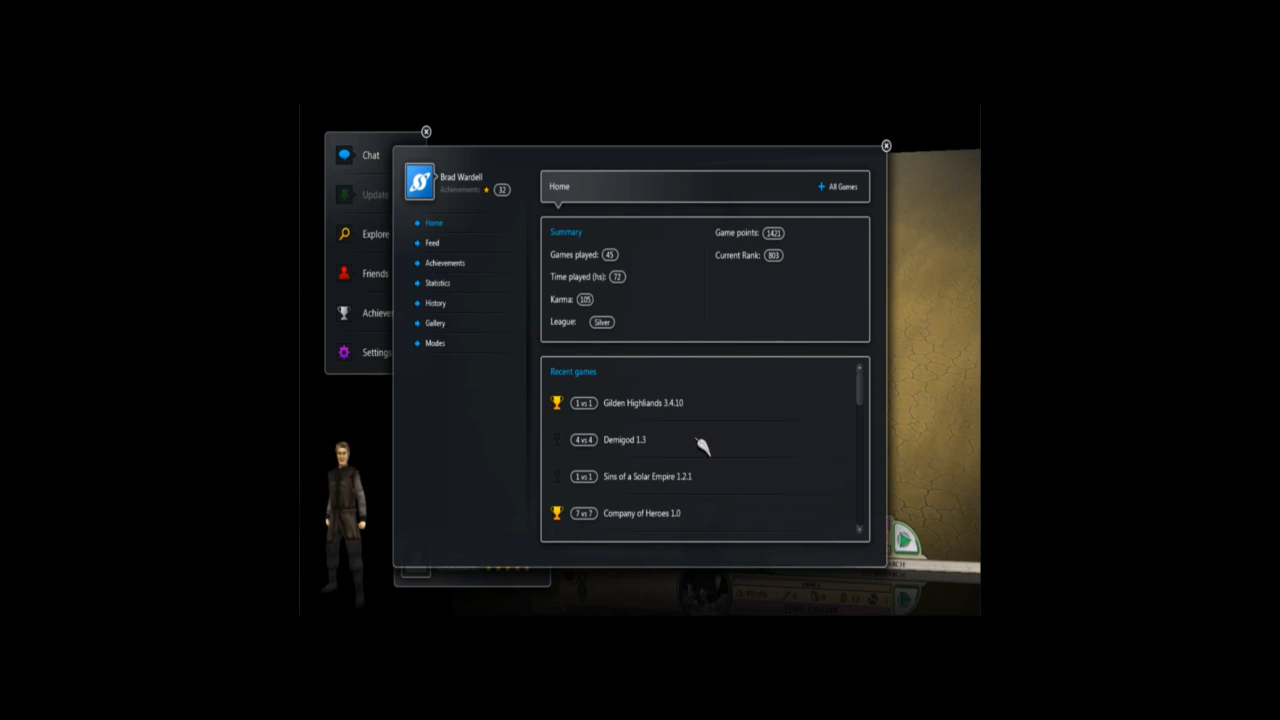 Chat
Update
Explore
Friends
Achieve
Settings
Brad Wardell
Achievements 32
Home
Feed
Achievements
Statistics
History
Gallery
Modes
Home
All Games
Summary
Games played: 45
Time played (hs): 72
Karma: 105
League: Silver
Game points: 1421
Current Rank: 803
Recent games
1 vs 1 Gilden Highliands 3.4.10
4 vs 4 Demigod 1.3
1 vs 1 Sins of a Solar Empire 1.2.1
7 vs 7 Company of Heroes 1.0